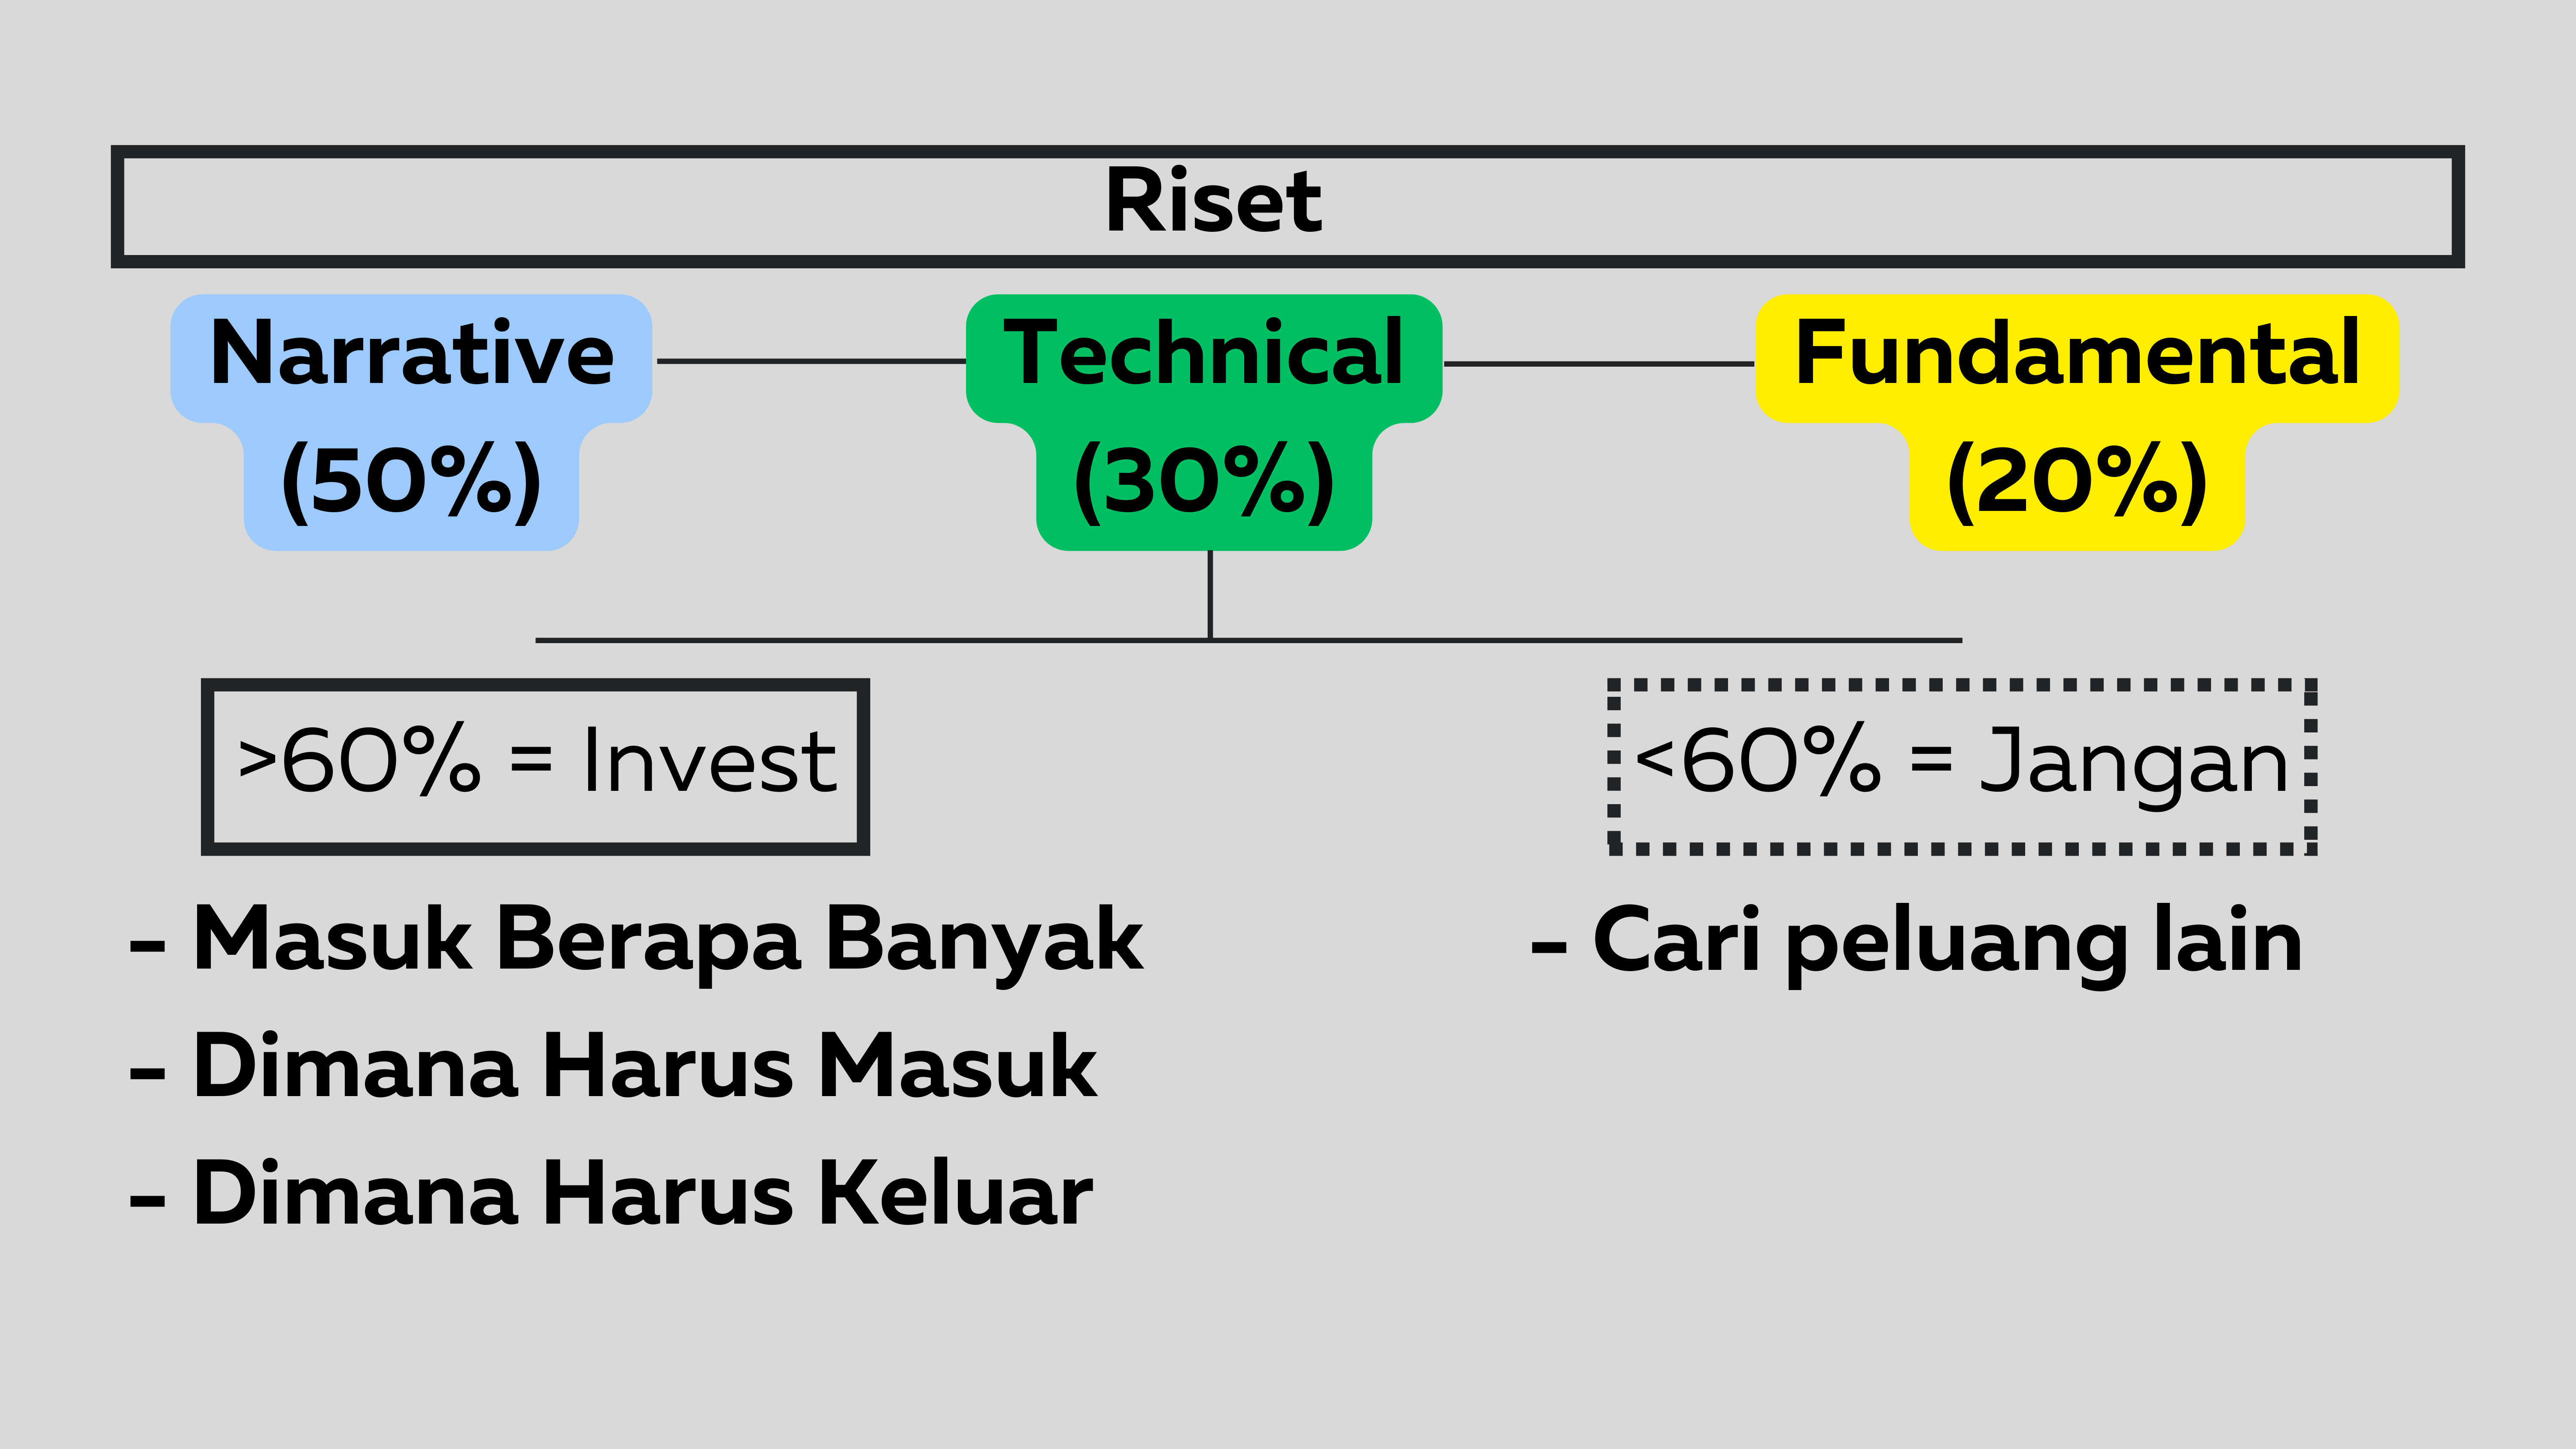 Riset
Narrative
(50%)
Technical
(30%)
Fundamental
(20%)
>60% = Invest
- Masuk Berapa Banyak
- Dimana Harus Masuk
- Dimana Harus Keluar
<60% = Jangan
- Cari peluang lain